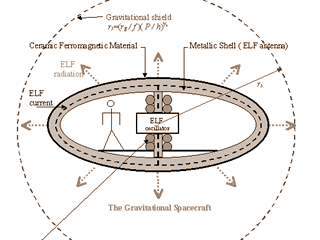 Gravitational shield
Ceramic Ferromagnetic Material
Metallic Shell ( ELF antenna)
ELF
radiation
ELF
current
ELF
oscillator
The Gravitational Spacecraft